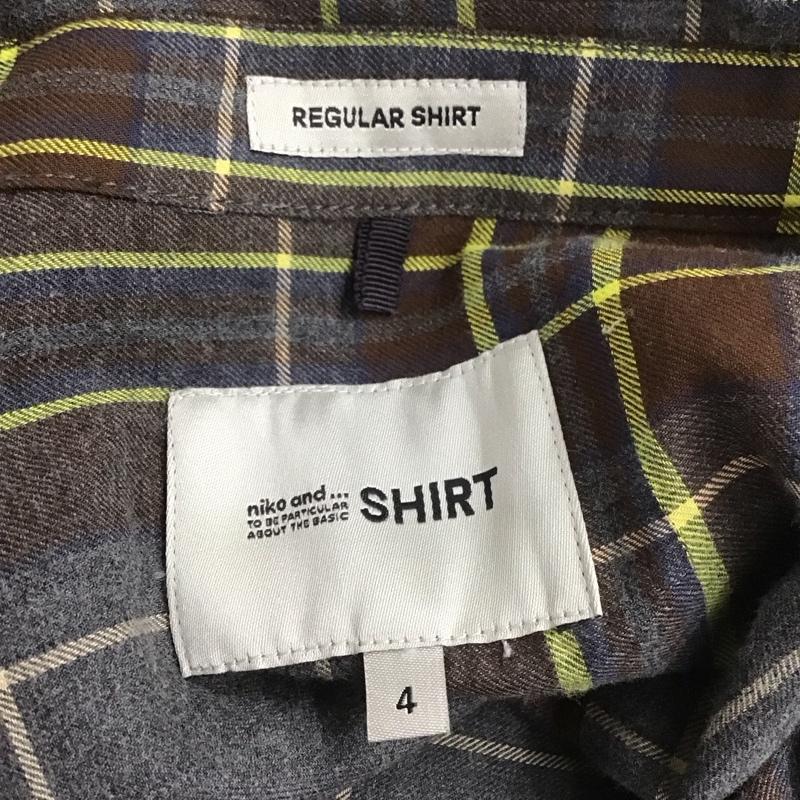 REGULAR SHIRT
niko and ...
TO BE PARTICULAR
ABOUT THE BASIC
SHIRT
4